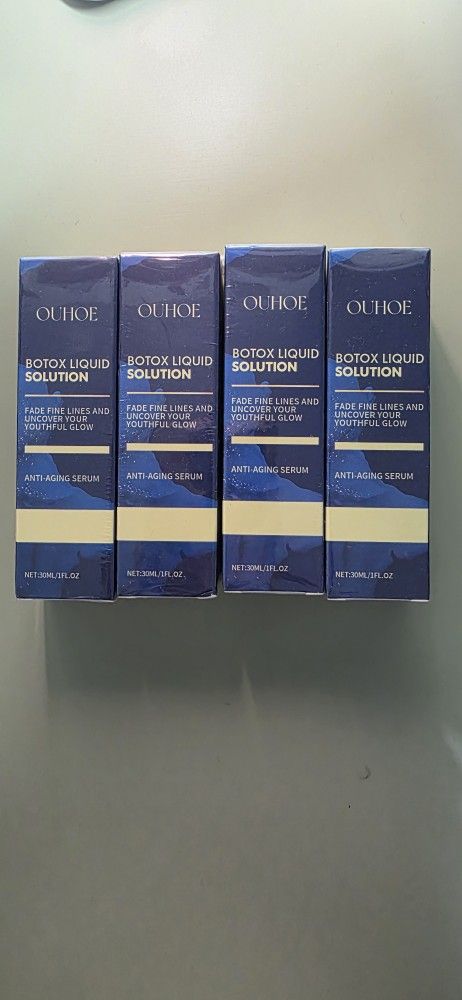 OUHOE
BOTOX LIQUID
SOLUTION
FADE FINE LINES AND
UNCOVER YOUR
YOUTHFUL GLOW
ANTI-AGING SERUM
NET:30ML/1FL.OZ
OUHOE
BOTOX LIQUID
SOLUTION
FADE FINE LINES AND
UNCOVER YOUR
YOUTHFUL GLOW
ANTI-AGING SERUM
NET:30ML/1FL.OZ
OUHOE
BOTOX LIQUID
SOLUTION
FADE FINE LINES AND
UNCOVER YOUR
YOUTHFUL GLOW
ANTI-AGING SERUM
NET:30ML/1FL.OZ
OUHOE
BOTOX LIQUID
SOLUTION
FADE FINE LINES AND
UNCOVER YOUR
YOUTHFUL GLOW
ANTI-AGING SERUM
NET:30ML/1FL.OZ